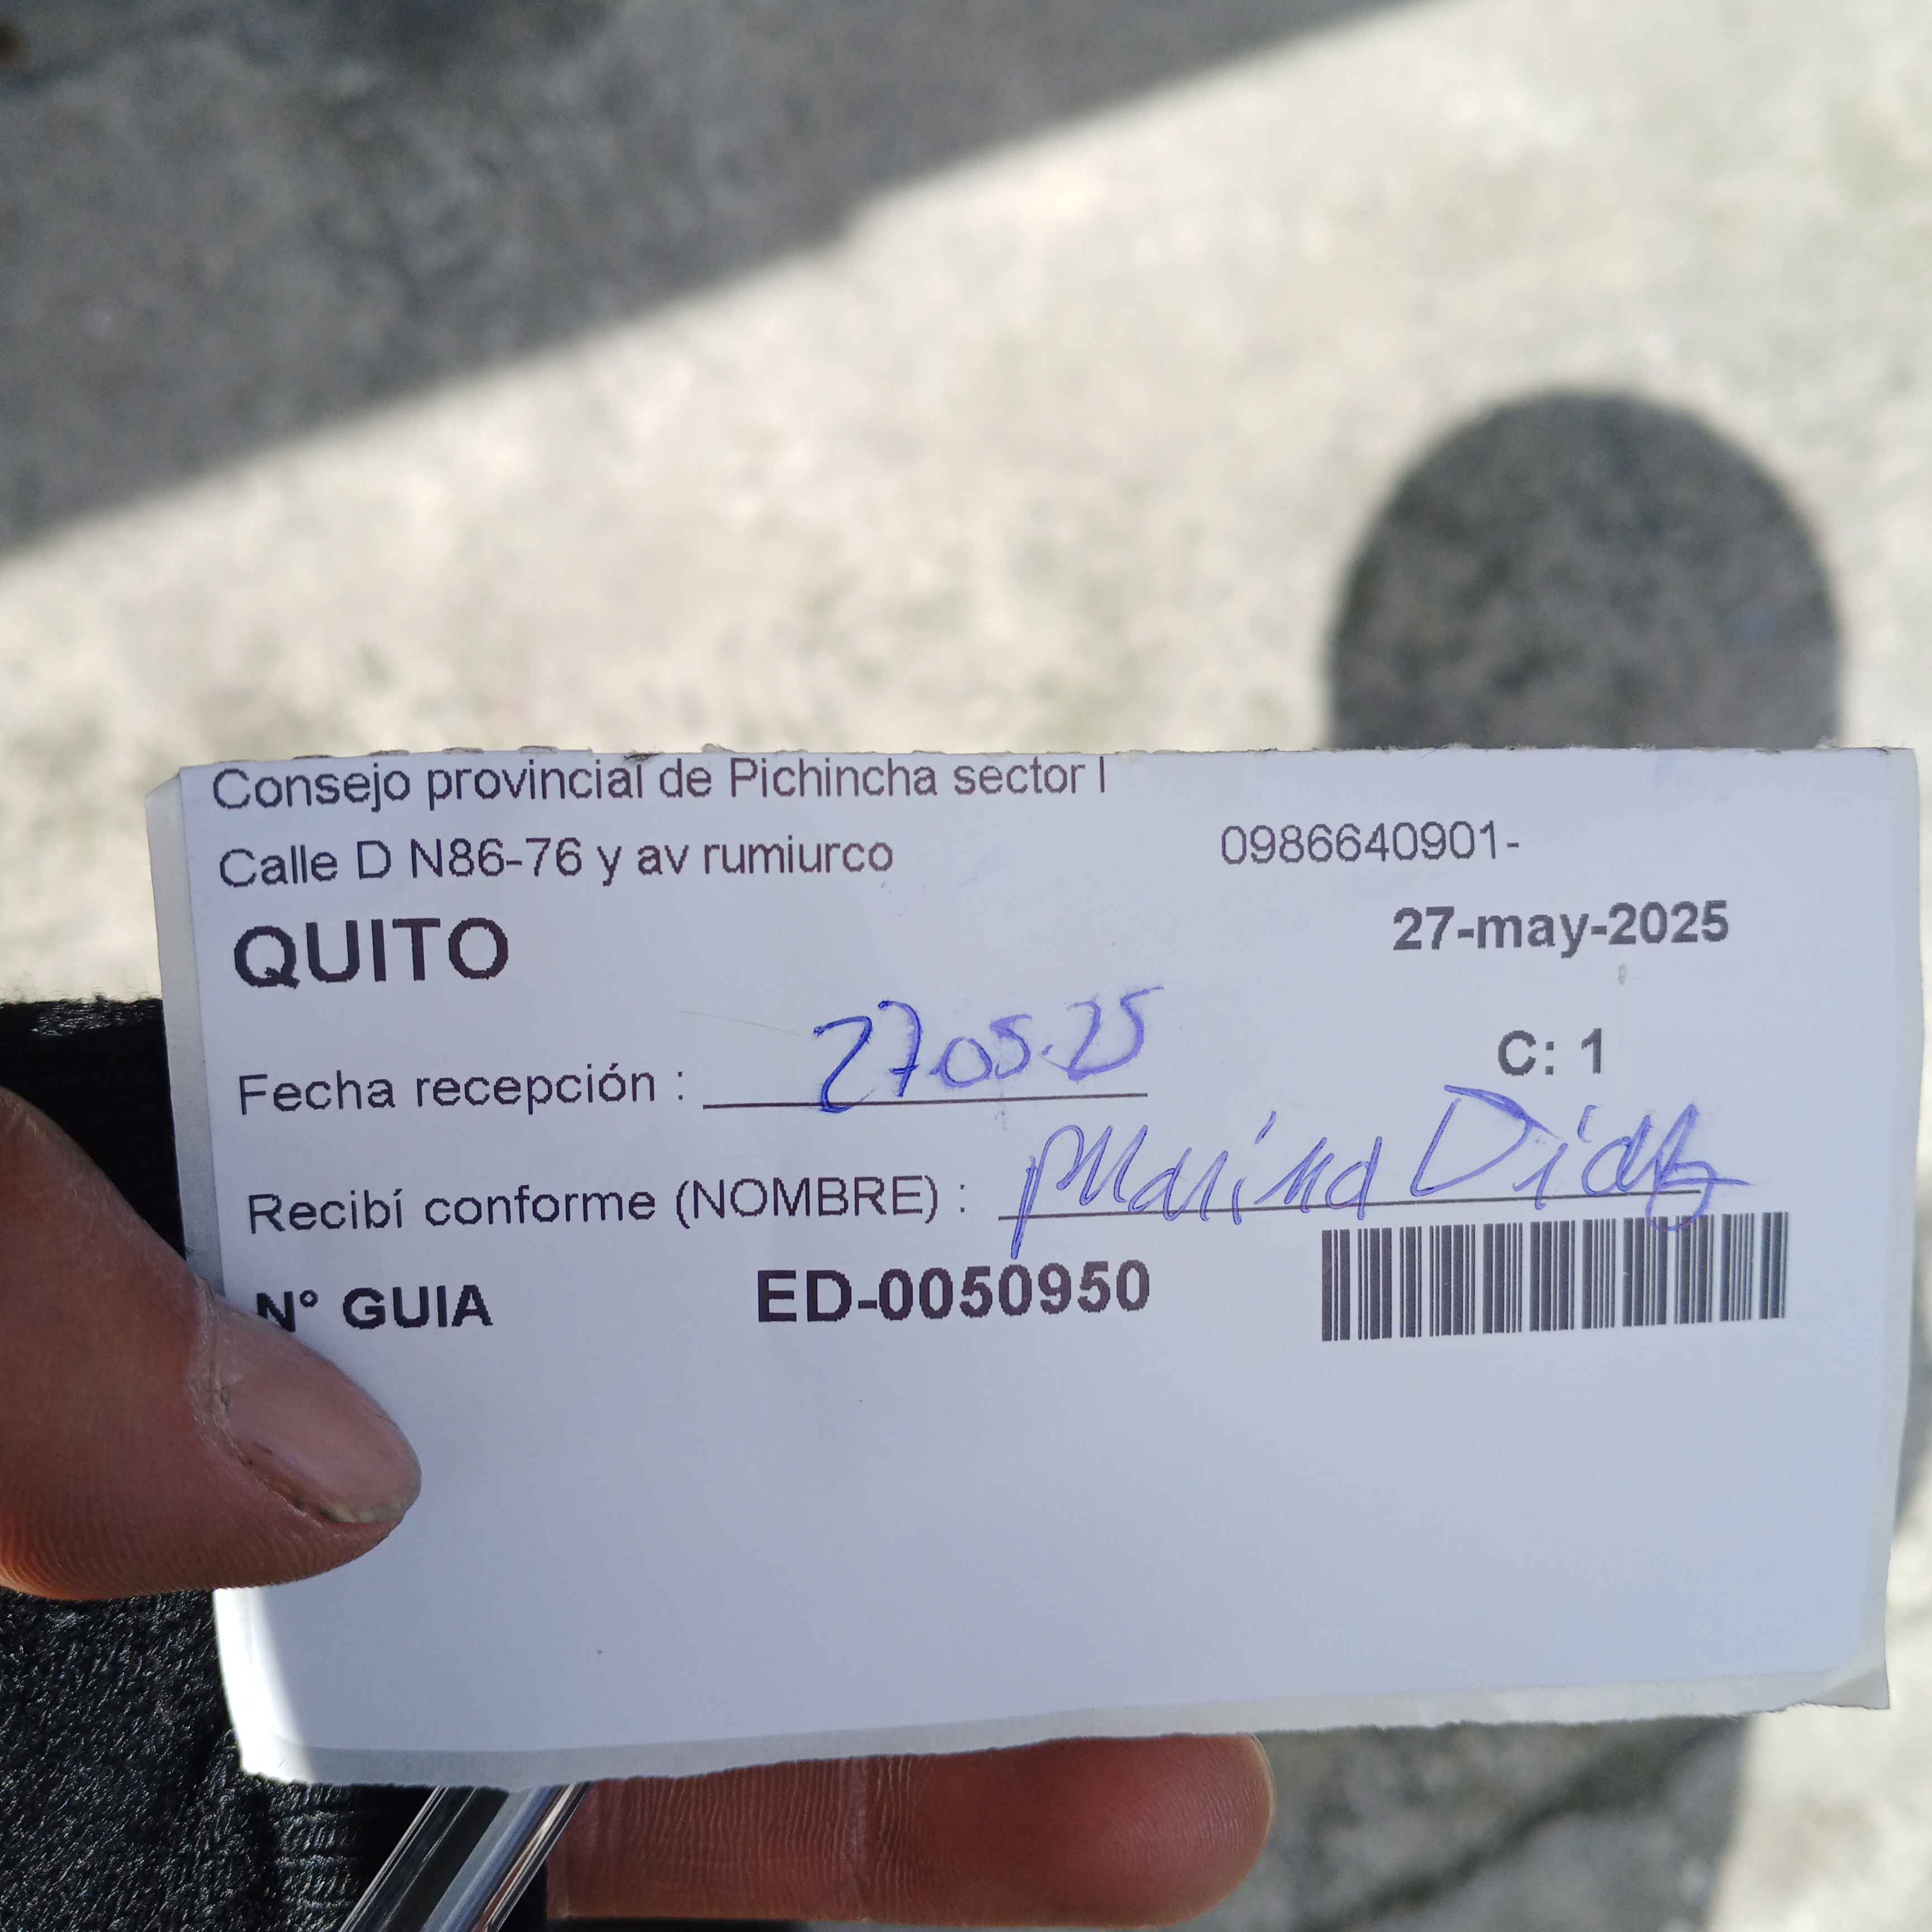 Consejo provincial de Pichincha sector I
Calle D N86-76 y av rumiurco 0986640901-
QUITO 27-may-2025
Fecha recepción : 27.05.25 C: 1
Recibí conforme (NOMBRE) : Marina Diaz
N° GUIA ED-0050950